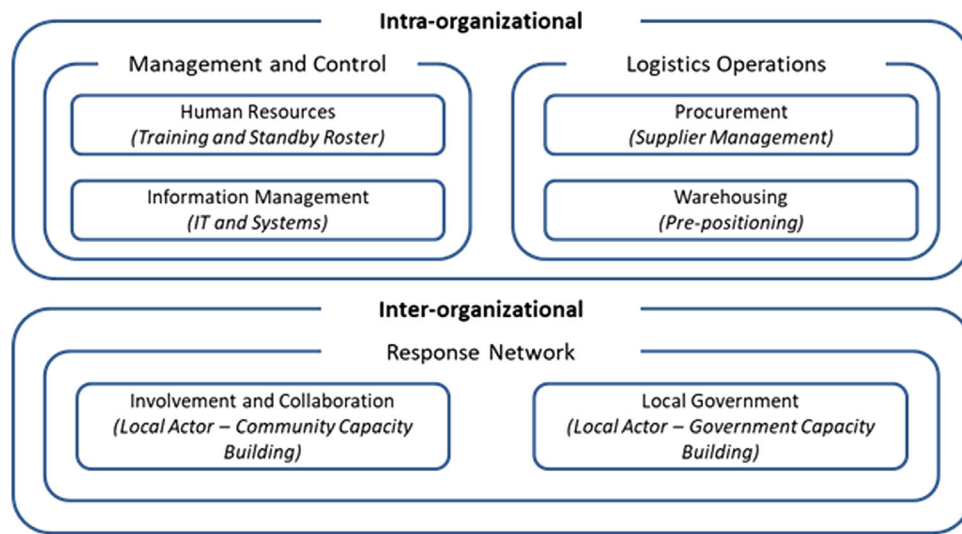 Intra-organizational
Management and Control
Human Resources
(Training and Standby Roster)
Information Management
(IT and Systems)
Logistics Operations
Procurement
(Supplier Management)
Warehousing
(Pre-positioning)
Inter-organizational
Response Network
Involvement and Collaboration
(Local Actor – Community Capacity
Building)
Local Government
(Local Actor – Government Capacity
Building)